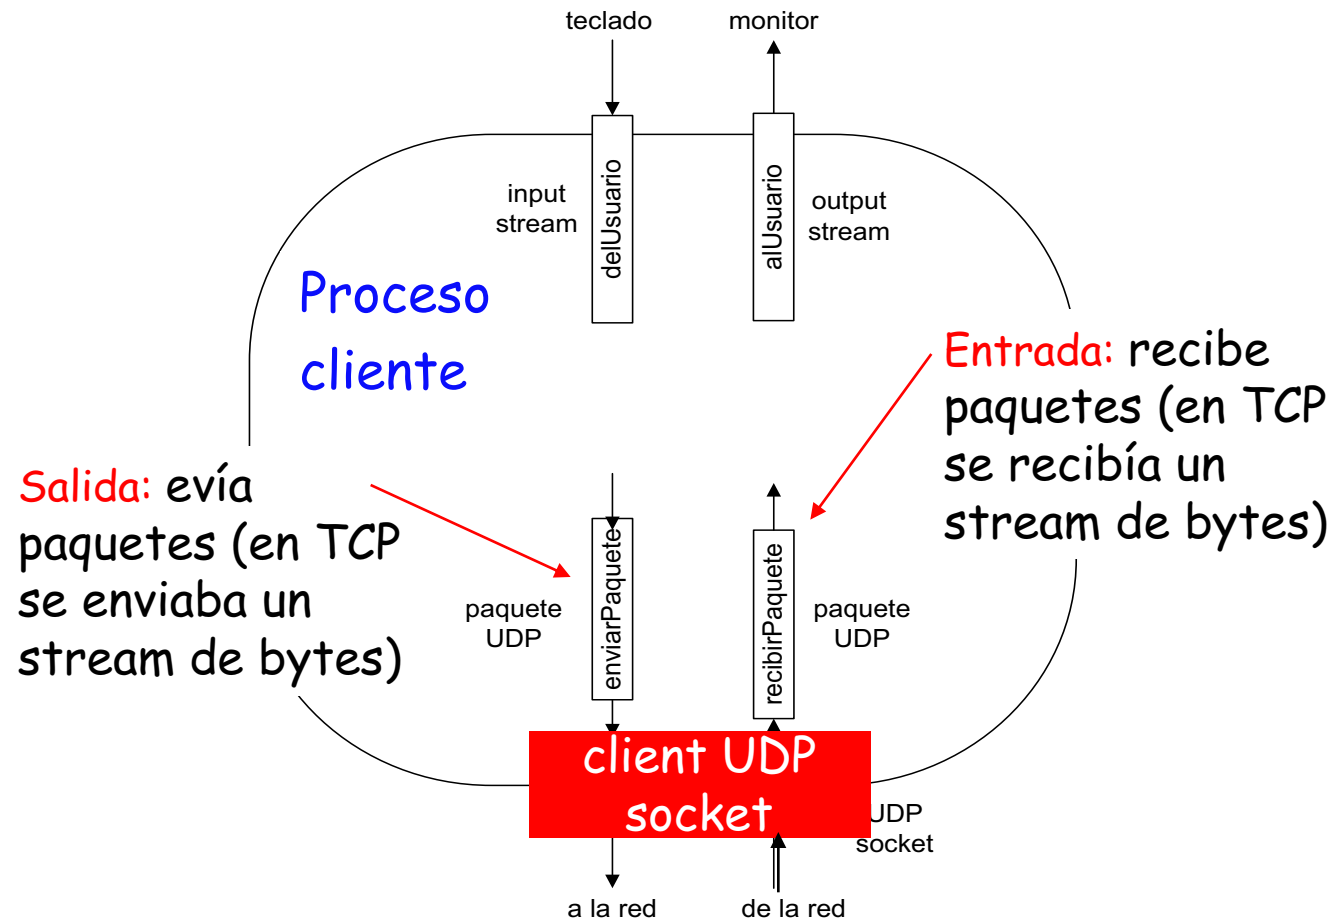 teclado
monitor
delUsuario
alUsuario
input
stream
output
stream
Proceso
cliente
Entrada: recibe
paquetes (en TCP
se recibía un
stream de bytes)
Salida: evía
paquetes (en TCP
se enviaba un
stream de bytes)
enviarPaquete
recibirPaquete
paquete
UDP
paquete
UDP
client UDP
socket
UDP
socket
a la red
de la red